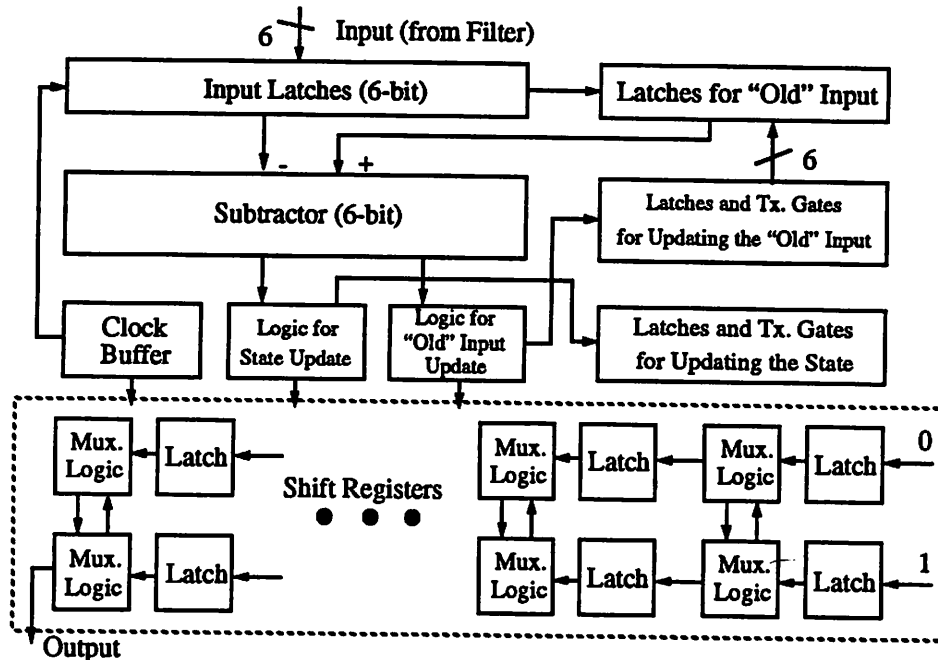 6 Input (from Filter)
Input Latches (6-bit)
Latches for “Old” Input
- +
6
Subtractor (6-bit)
Latches and Tx. Gates
for Updating the “Old” Input
Clock
Buffer
Logic for
State Update
Logic for
“Old” Input
Update
Latches and Tx. Gates
for Updating the State
Mux.
Logic
Latch
Mux.
Logic
Latch
Mux.
Logic
Latch
0
Shift Registers
Mux.
Logic
Latch
Mux.
Logic
Latch
Mux.
Logic
Latch
1
Output